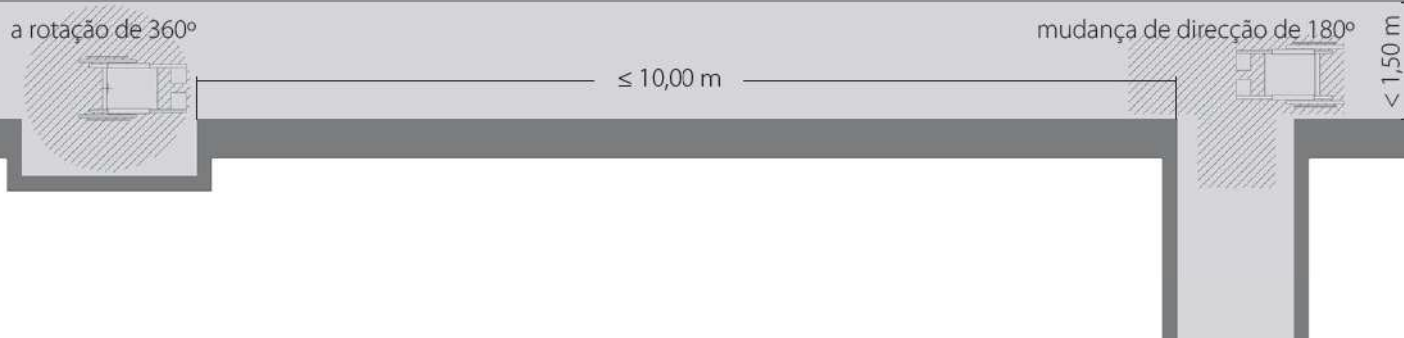 a rotação de 360º
mudança de direcção de 180º
≤ 10,00 m
< 1,50 m